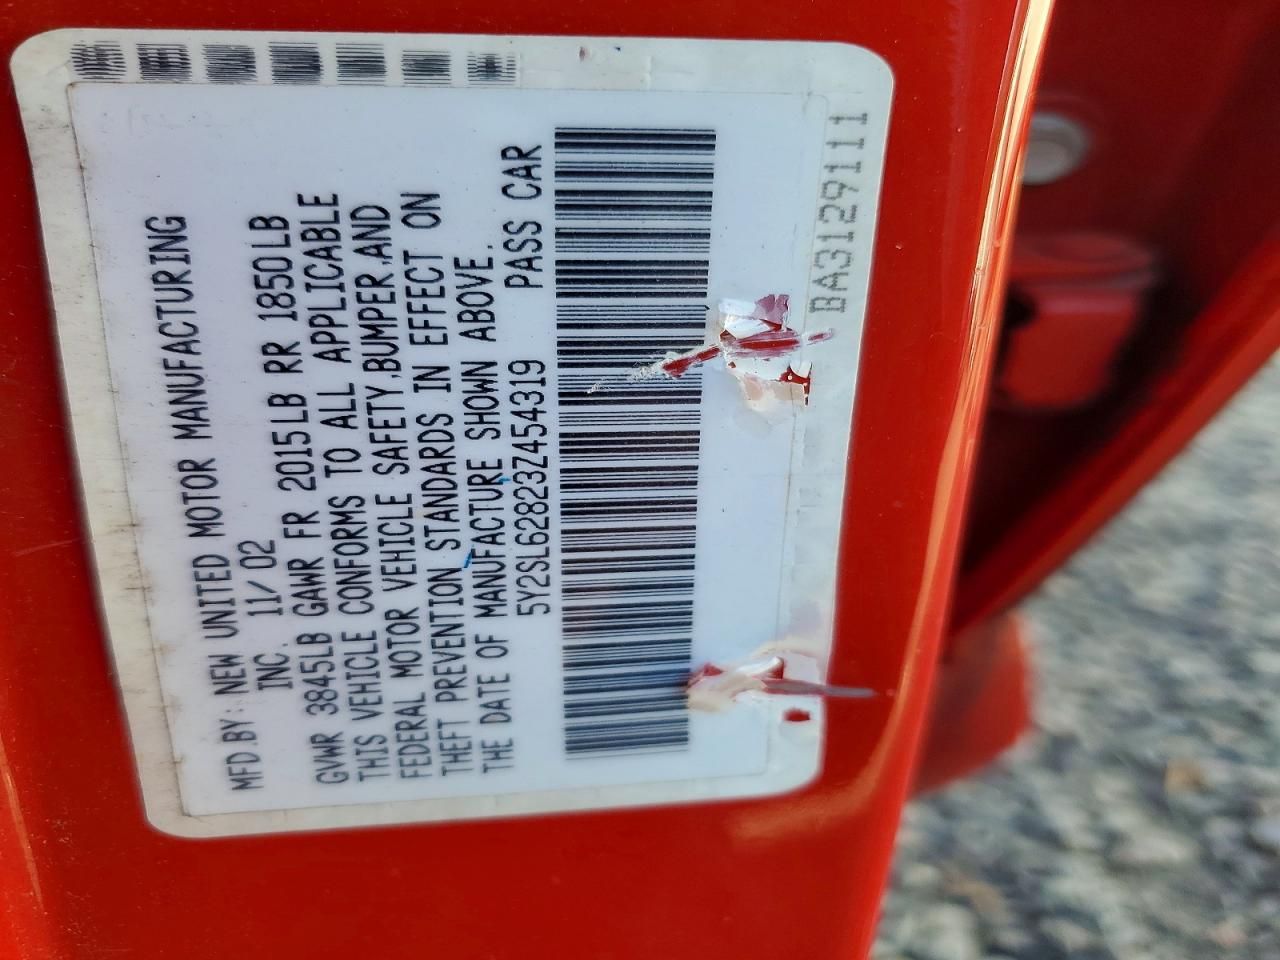 MFD.BY: NEW UNITED MOTOR MANUFACTURING
INC. 11/02
GVWR 3845LB GAWR FR 2015LB RR 1850LB
THIS VEHICLE CONFORMS TO ALL APPLICABLE
FEDERAL MOTOR VEHICLE SAFETY,BUMPER,AND
THEFT PREVENTION STANDARDS IN EFFECT ON
THE DATE OF MANUFACTURE SHOWN ABOVE.
5Y2SL62823Z454319 PASS CAR
BA3129111